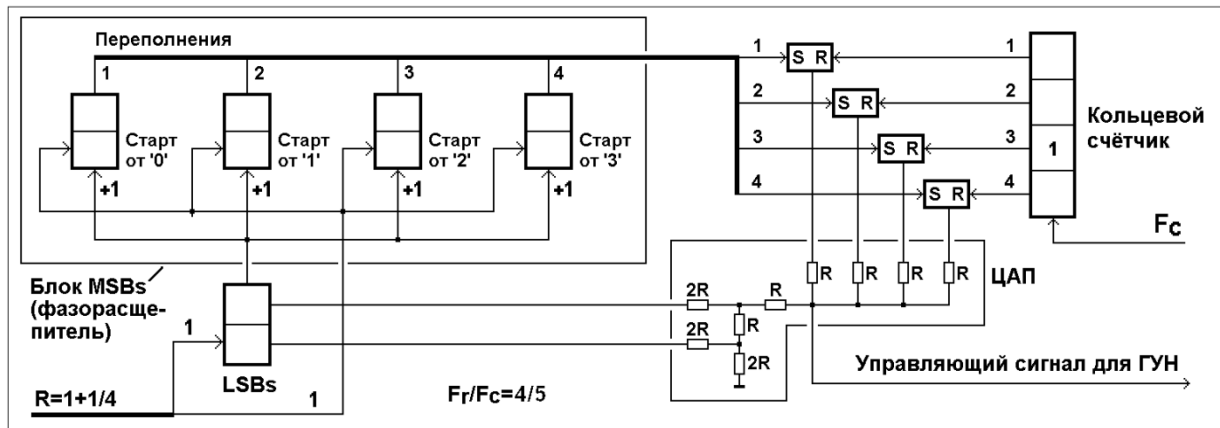 Переполнения
1 2 3 4
Старт от '0'
Старт от '1'
Старт от '2'
Старт от '3'
+1 +1 +1 +1
Блок MSBs
(фазорасще-
питель)
1
LSBs
R=1+1/4
1
Fr/Fc=4/5
1 S R 1
2 S R 2
3 S R 3
4 S R 4
1
Кольцевой
счётчик
Fc
R R R R
ЦАП
2R R
R
2R
2R
Управляющий сигнал для ГУН